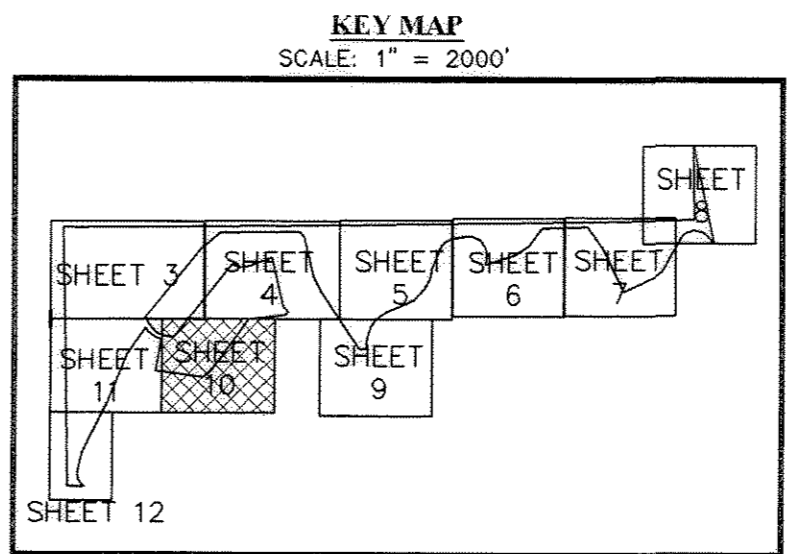 KEY MAP
SCALE: 1" = 2000'
SHEET
8
SHEET 3
SHEET
4
SHEET
5
SHEET
6
SHEET
7
SHEET
11
SHEET
10
SHEET
9
SHEET 12